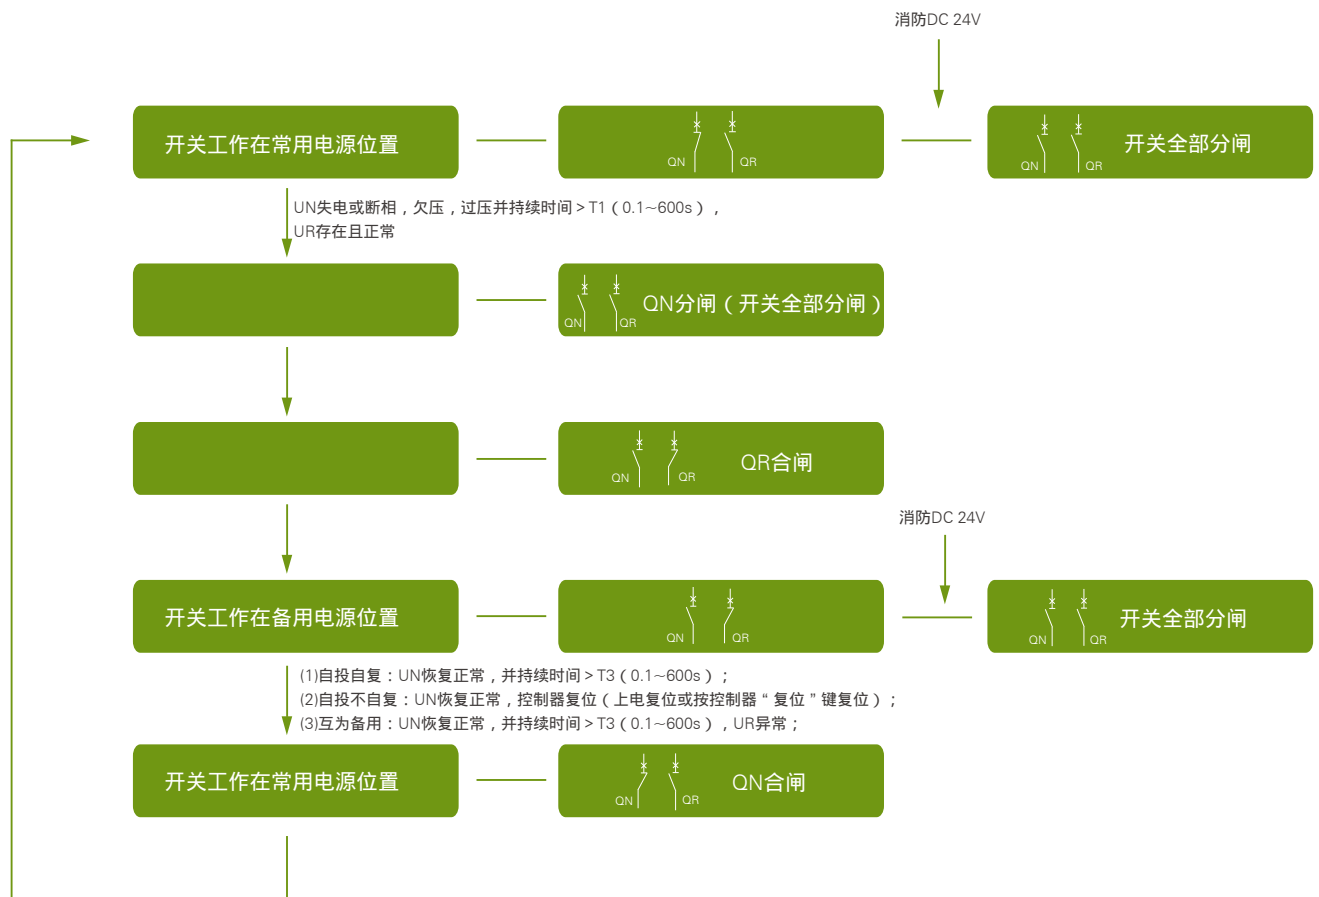 消防DC 24V
开关工作在常用电源位置
QN
QR
QN
QR
开关全部分闸
UN失电或断相，欠压，过压并持续时间＞T1（0.1~600s），
UR存在且正常
QN
QR
QN分闸（开关全部分闸）
QN
QR
QR合闸
消防DC 24V
开关工作在备用电源位置
QN
QR
QN
QR
开关全部分闸
(1)自投自复：UN恢复正常，并持续时间＞T3（0.1~600s）；
(2)自投不自复：UN恢复正常，控制器复位（上电复位或按控制器“复位”键复位）；
(3)互为备用：UN恢复正常，并持续时间＞T3（0.1~600s），UR异常；
开关工作在常用电源位置
QN
QR
QN合闸